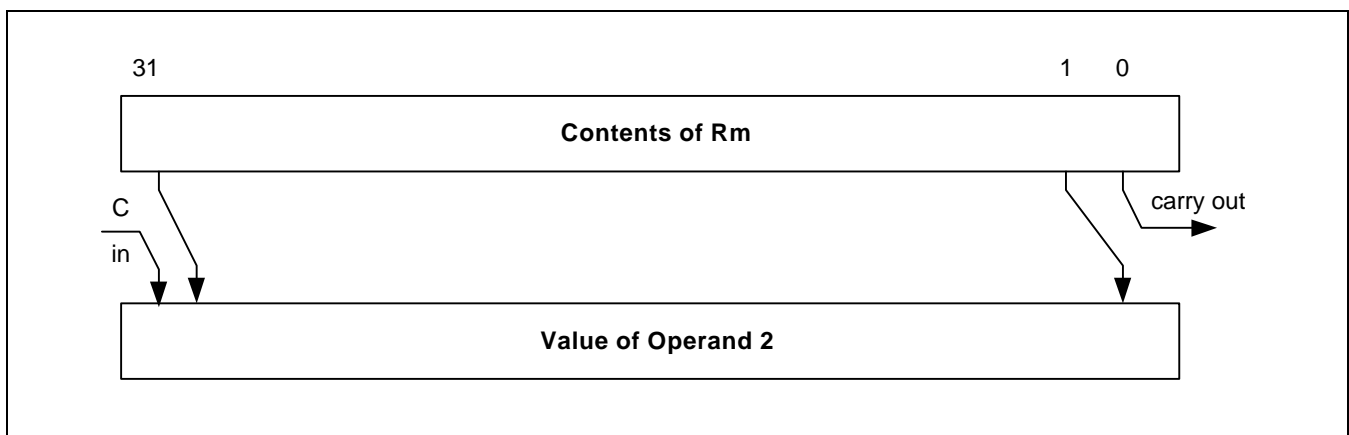 31 1 0
Contents of Rm
C
in
carry out
Value of Operand 2